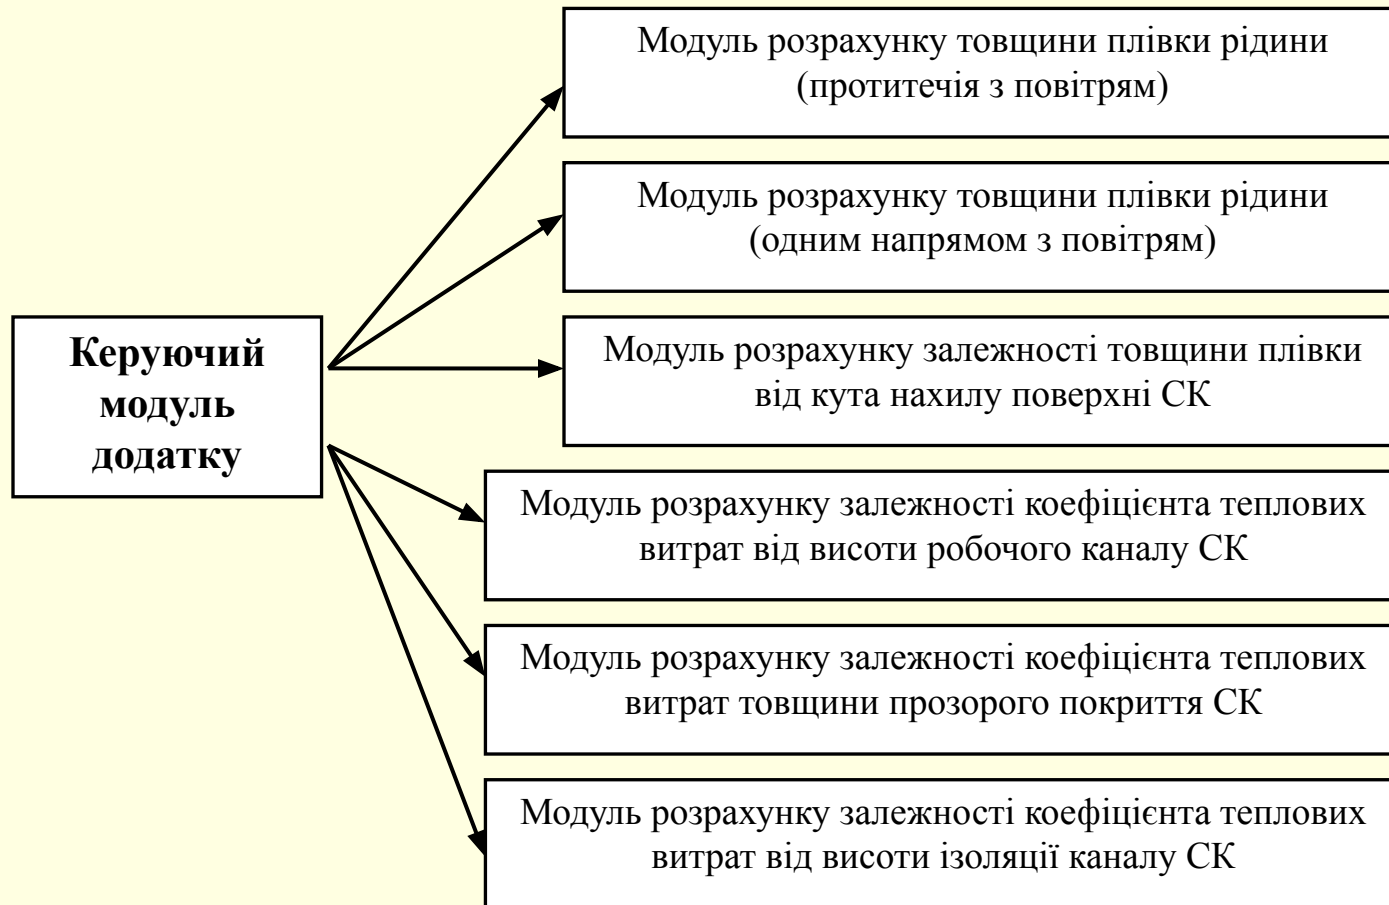 Модуль розрахунку товщини плівки рідини
(протитечія з повітрям)
Модуль розрахунку товщини плівки рідини
(одним напрямом з повітрям)
Керуючий
модуль
додатку
Модуль розрахунку залежності товщини плівки
від кута нахилу поверхні СК
Модуль розрахунку залежності коефіцієнта теплових
витрат від висоти робочого каналу СК
Модуль розрахунку залежності коефіцієнта теплових
витрат товщини прозорого покриття СК
Модуль розрахунку залежності коефіцієнта теплових
витрат від висоти ізоляції каналу СК